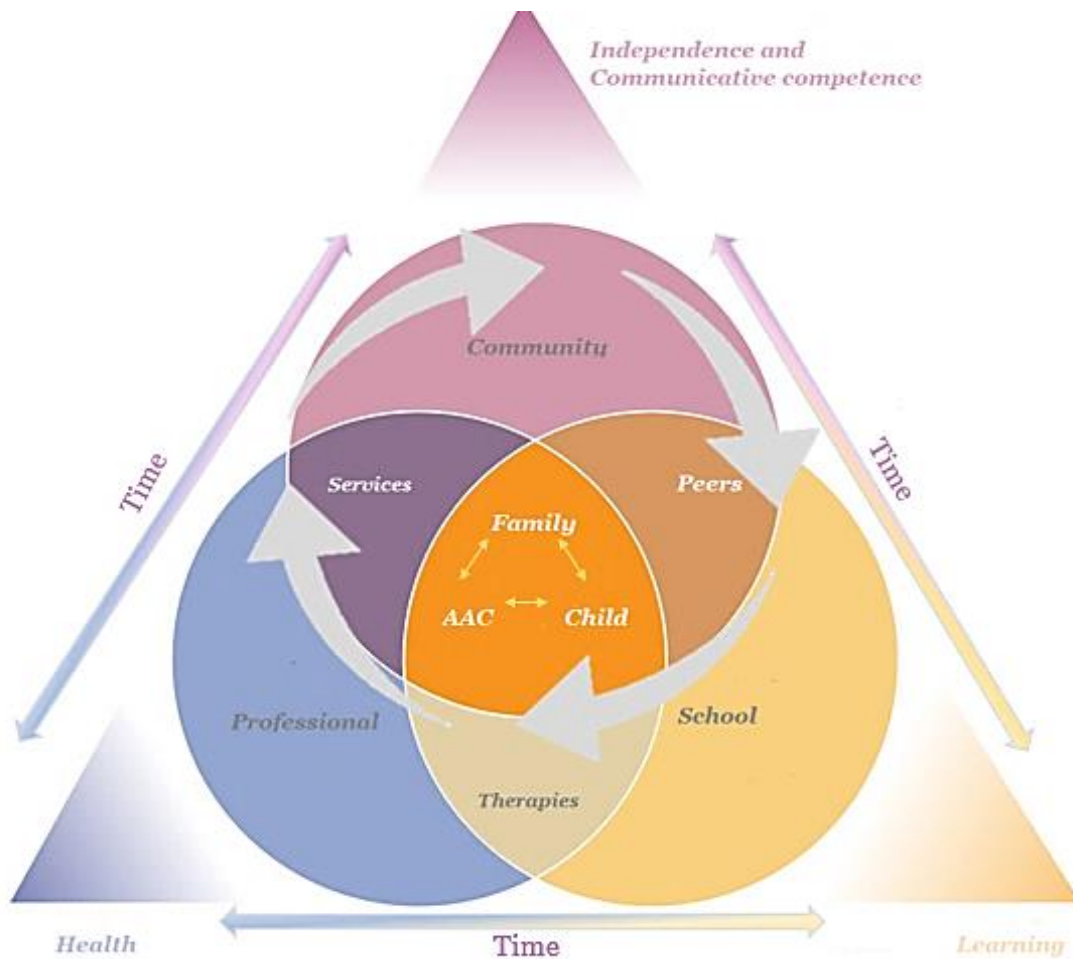 Independence and
Communicative competence
Community
Time
Time
Services
Peers
Family
AAC
Child
Professional
School
Therapies
Health
Time
Learning